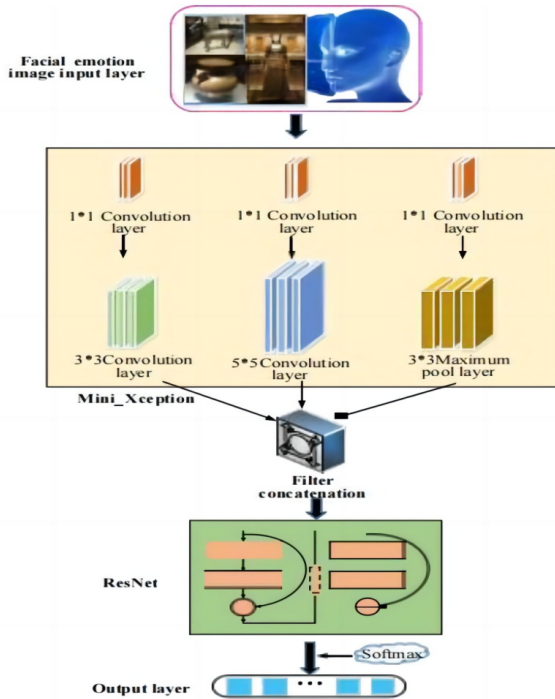 Facial emotion
image input layer
1*1 Convolution
layer
1*1 Convolution
layer
1*1 Convolution
layer
3*3Convolution
layer
5*5Convolution
layer
3*3Maximum
pool layer
Mini_Xception
Filter
concatenation
ResNet
Softmax
Output layer